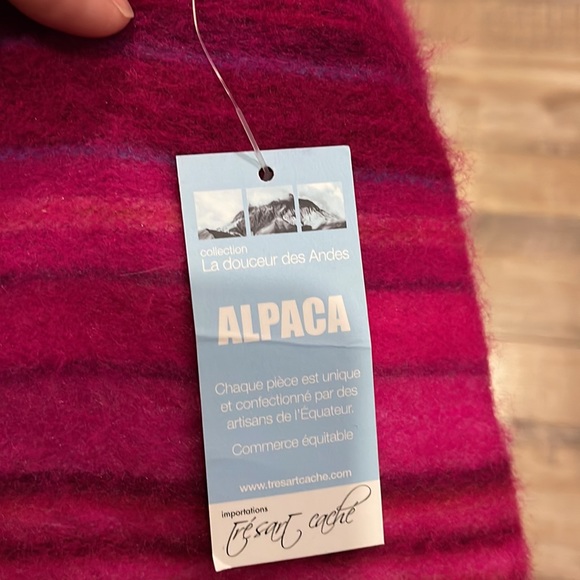 collection
La douceur des Andes
ALPACA
Chaque pièce est unique
et confectionné par des
artisans de l'Équateur.
Commerce équitable
www.tresartcache.com
importations
trésart caché